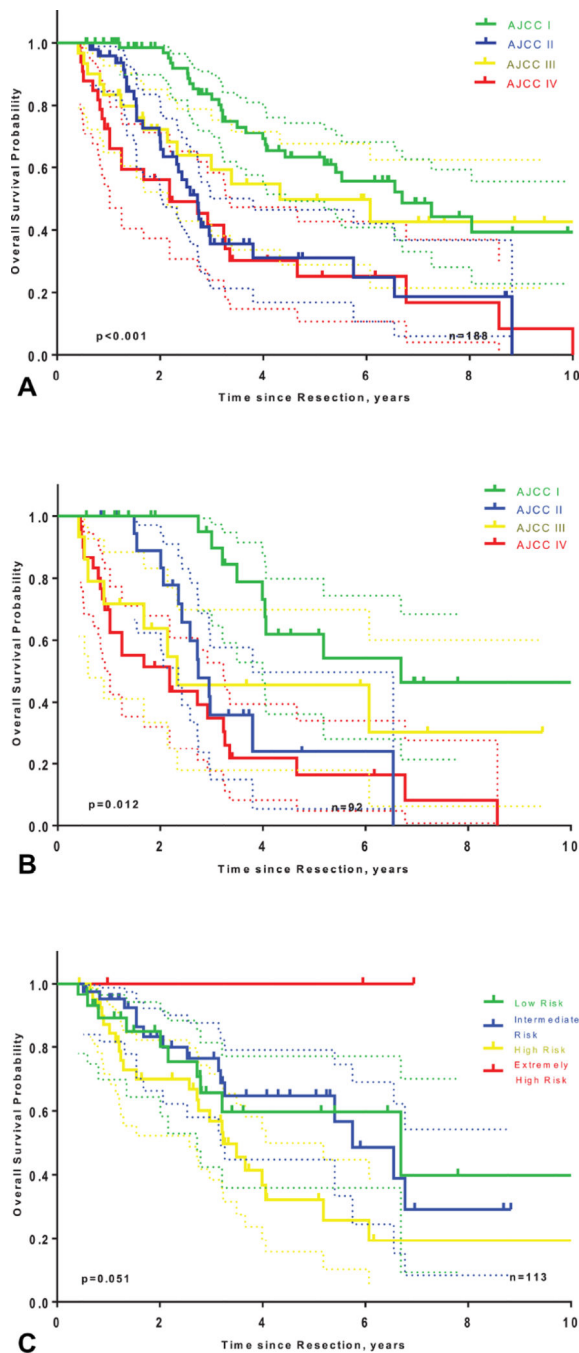 AJCC I
AJCC II
AJCC III
AJCC IV
Overall Survival Probability
1.0
0.8
0.6
0.4
0.2
0.0
p<0.001
n=188
0
2
4
6
8
10
Time since Resection, years
A
AJCC I
AJCC II
AJCC III
AJCC IV
Overall Survival Probability
1.0
0.8
0.6
0.4
0.2
0.0
p=0.012
n=92
0
2
4
6
8
10
Time since Resection, years
B
Low Risk
Intermediate
Risk
High Risk
Extremely
High Risk
Overall Survival Probability
1.0
0.8
0.6
0.4
0.2
0.0
p=0.051
n=113
0
2
4
6
8
10
Time since Resection, years
C